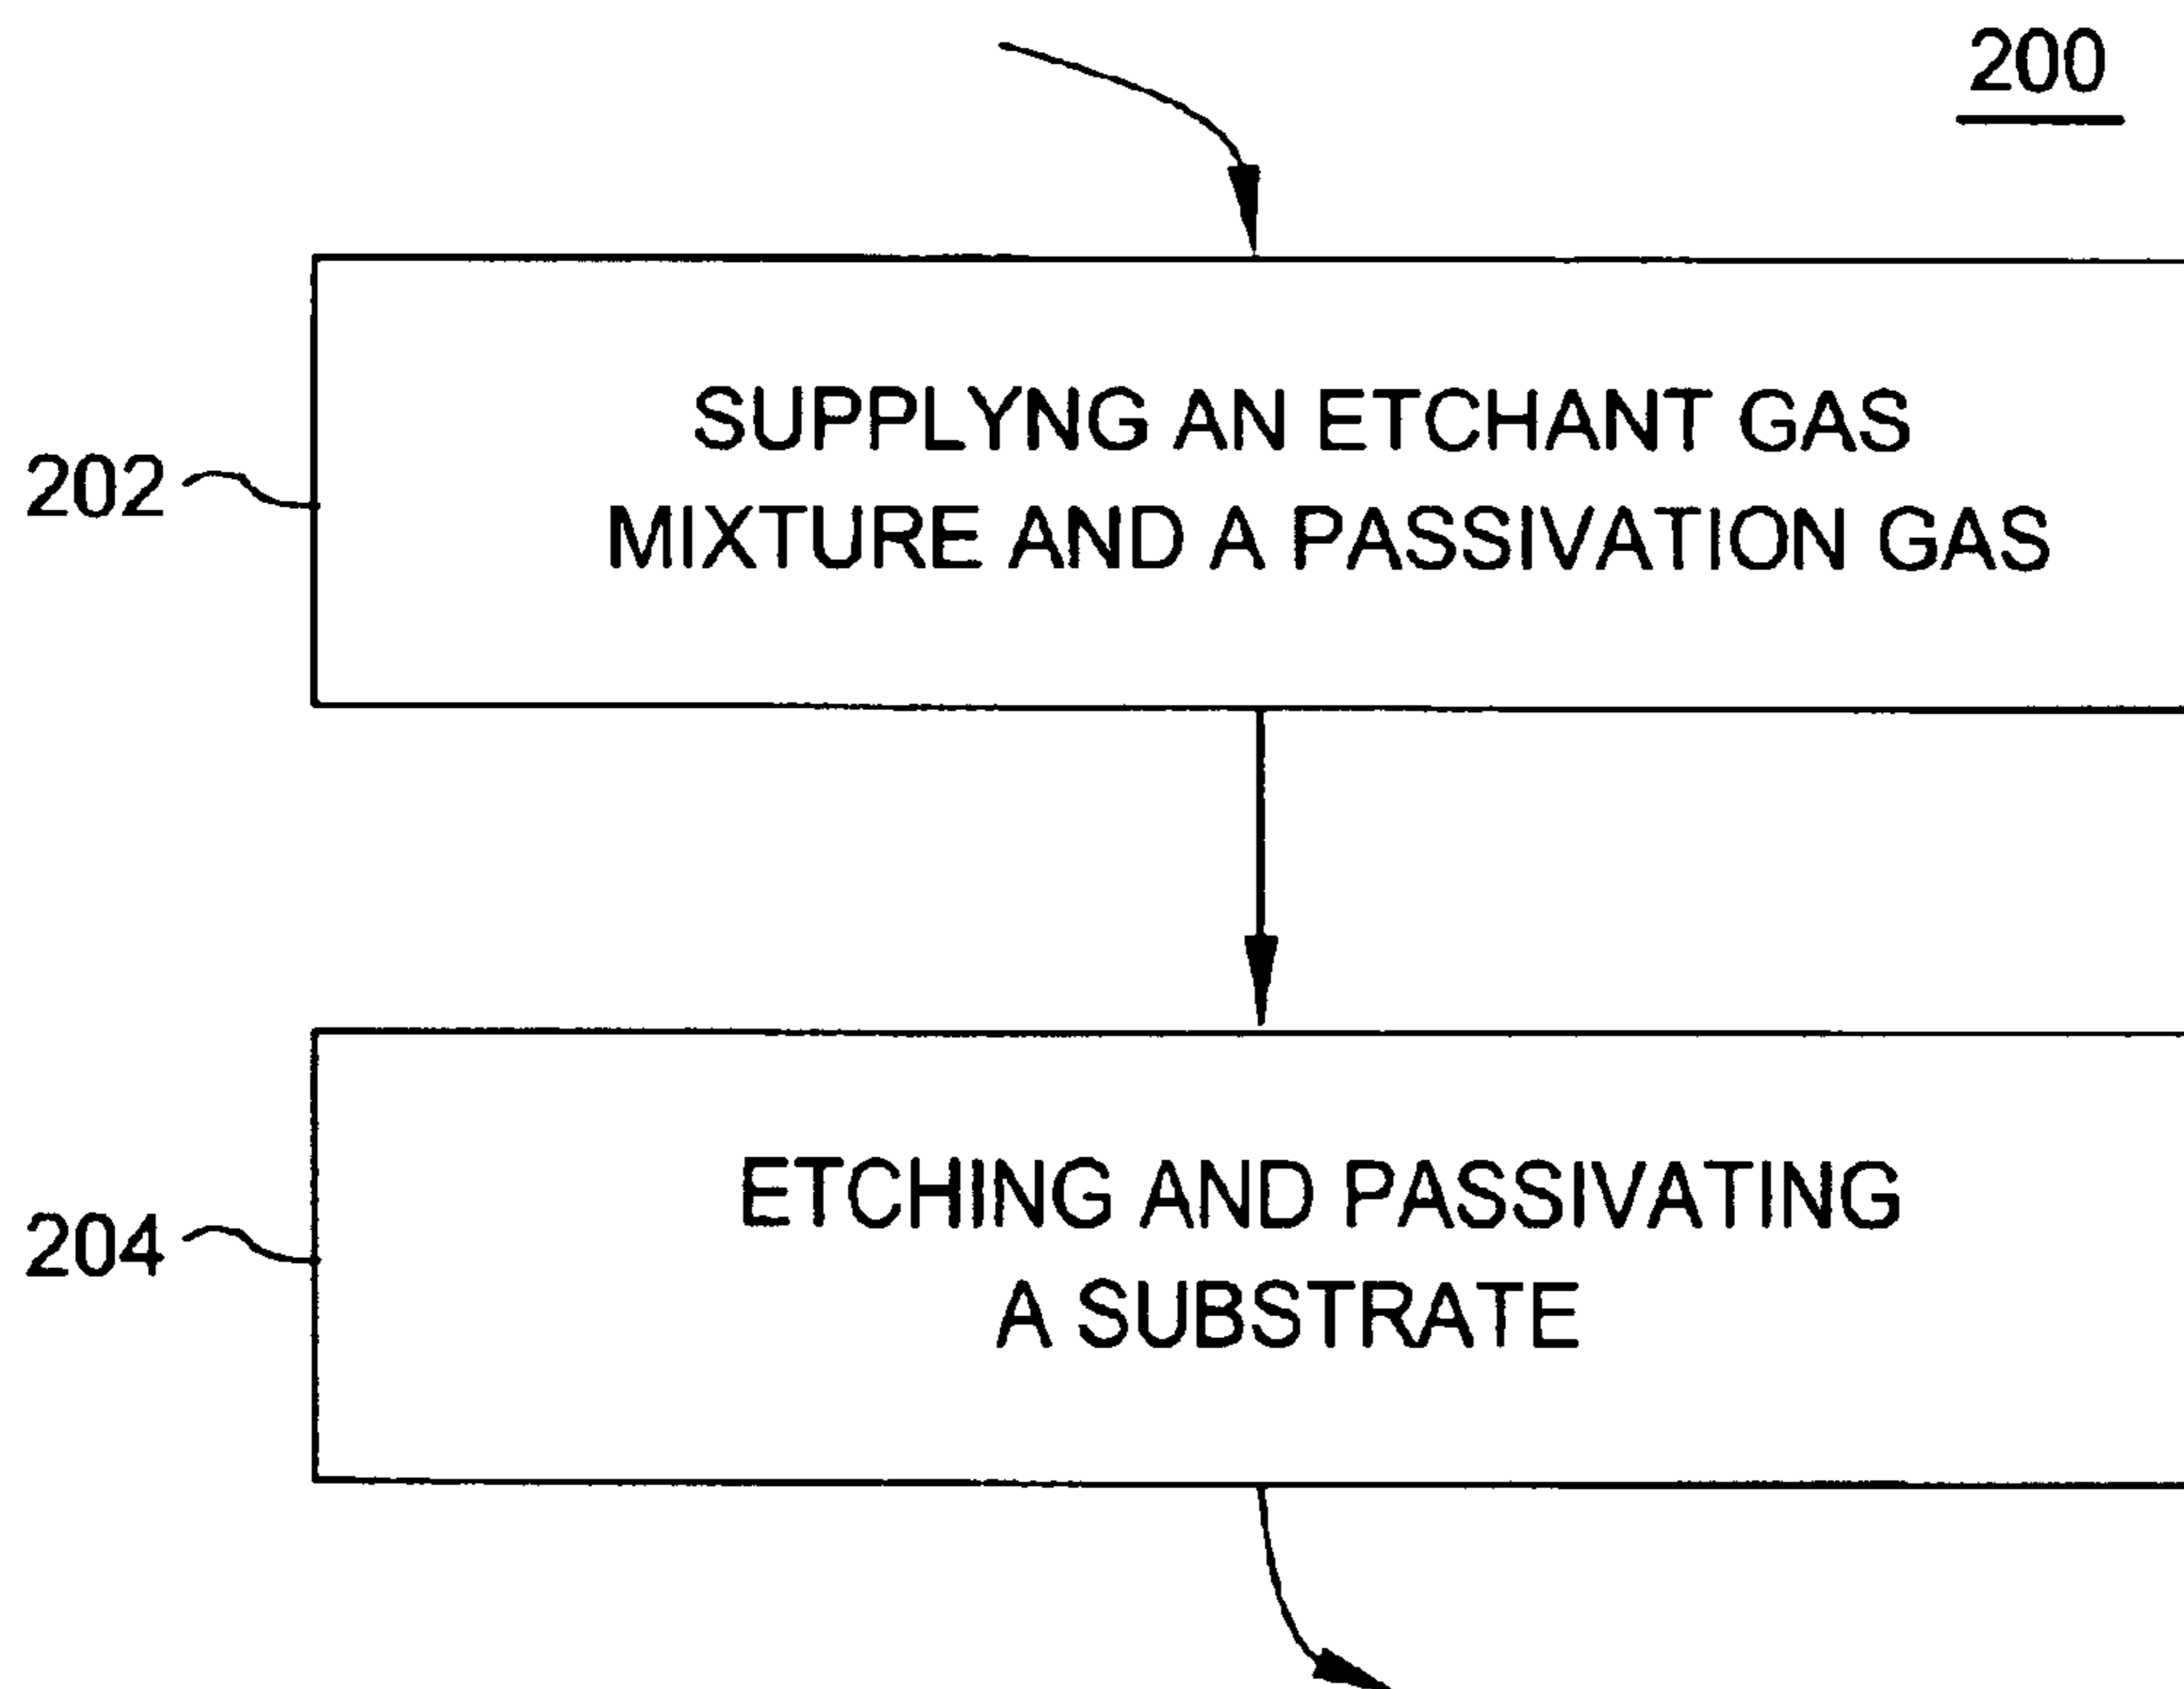 200
202
SUPPLYNG AN ETCHANT GAS
MIXTURE AND A PASSIVATION GAS
204
ETCHING AND PASSIVATING
A SUBSTRATE